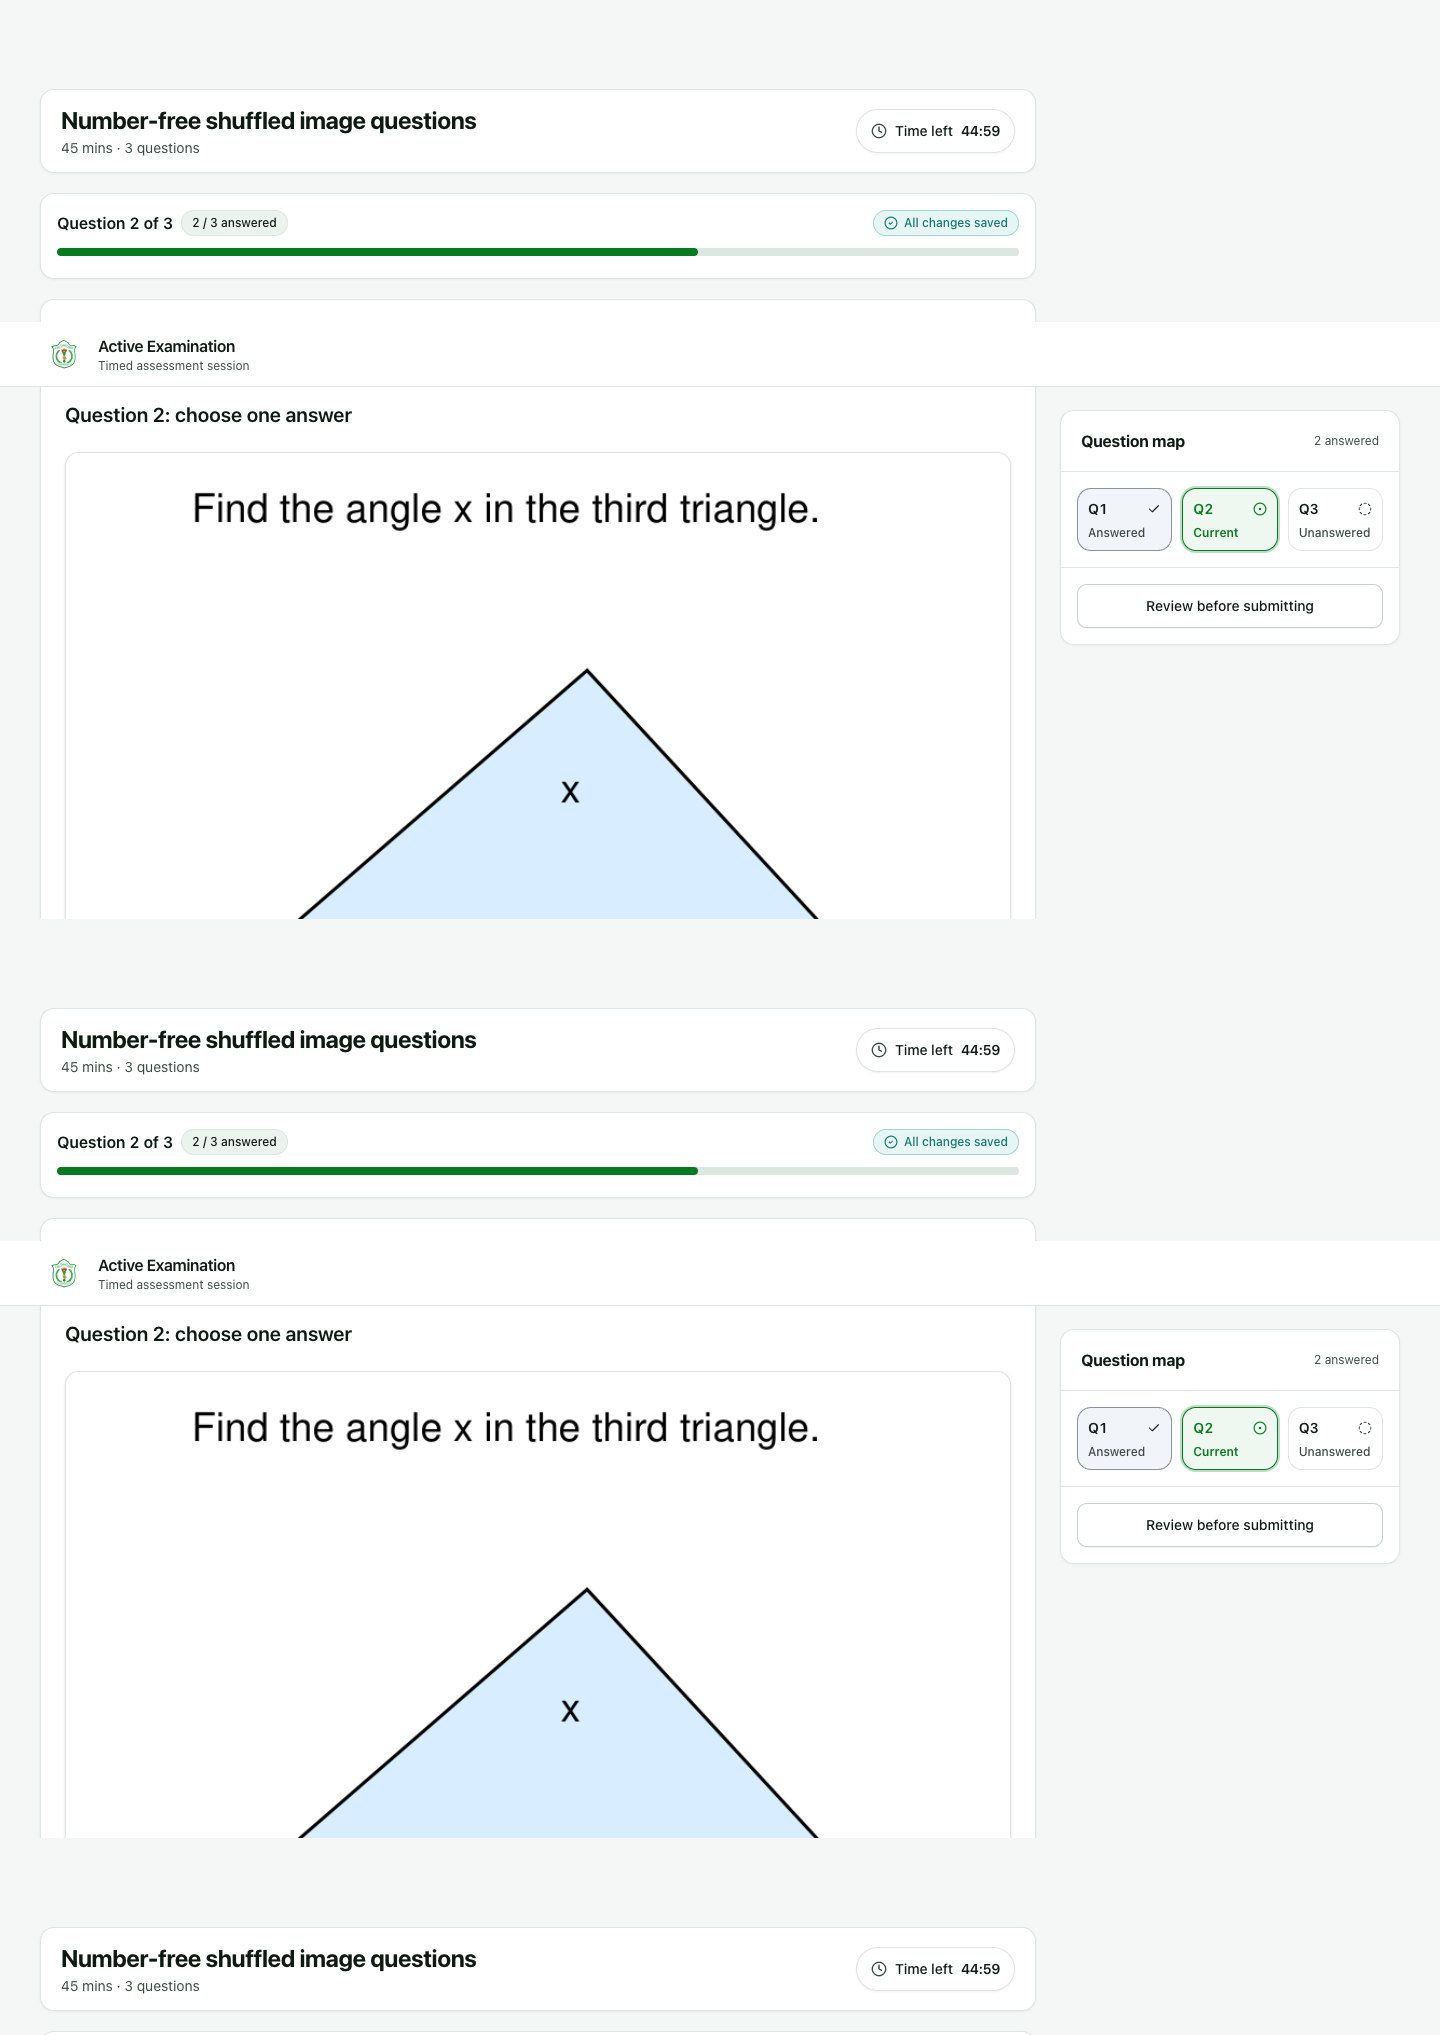 Number-free shuffled image questions
45 mins · 3 questions
Time left 44:59
Question 2 of 3
2 / 3 answered
All changes saved
Active Examination
Timed assessment session
Question 2: choose one answer
Find the angle x in the third triangle.
x
Question map
2 answered
Q1
Answered
Q2
Current
Q3
Unanswered
Review before submitting
Number-free shuffled image questions
45 mins · 3 questions
Time left 44:59
Question 2 of 3
2 / 3 answered
All changes saved
Active Examination
Timed assessment session
Question 2: choose one answer
Find the angle x in the third triangle.
x
Question map
2 answered
Q1
Answered
Q2
Current
Q3
Unanswered
Review before submitting
Number-free shuffled image questions
45 mins · 3 questions
Time left 44:59